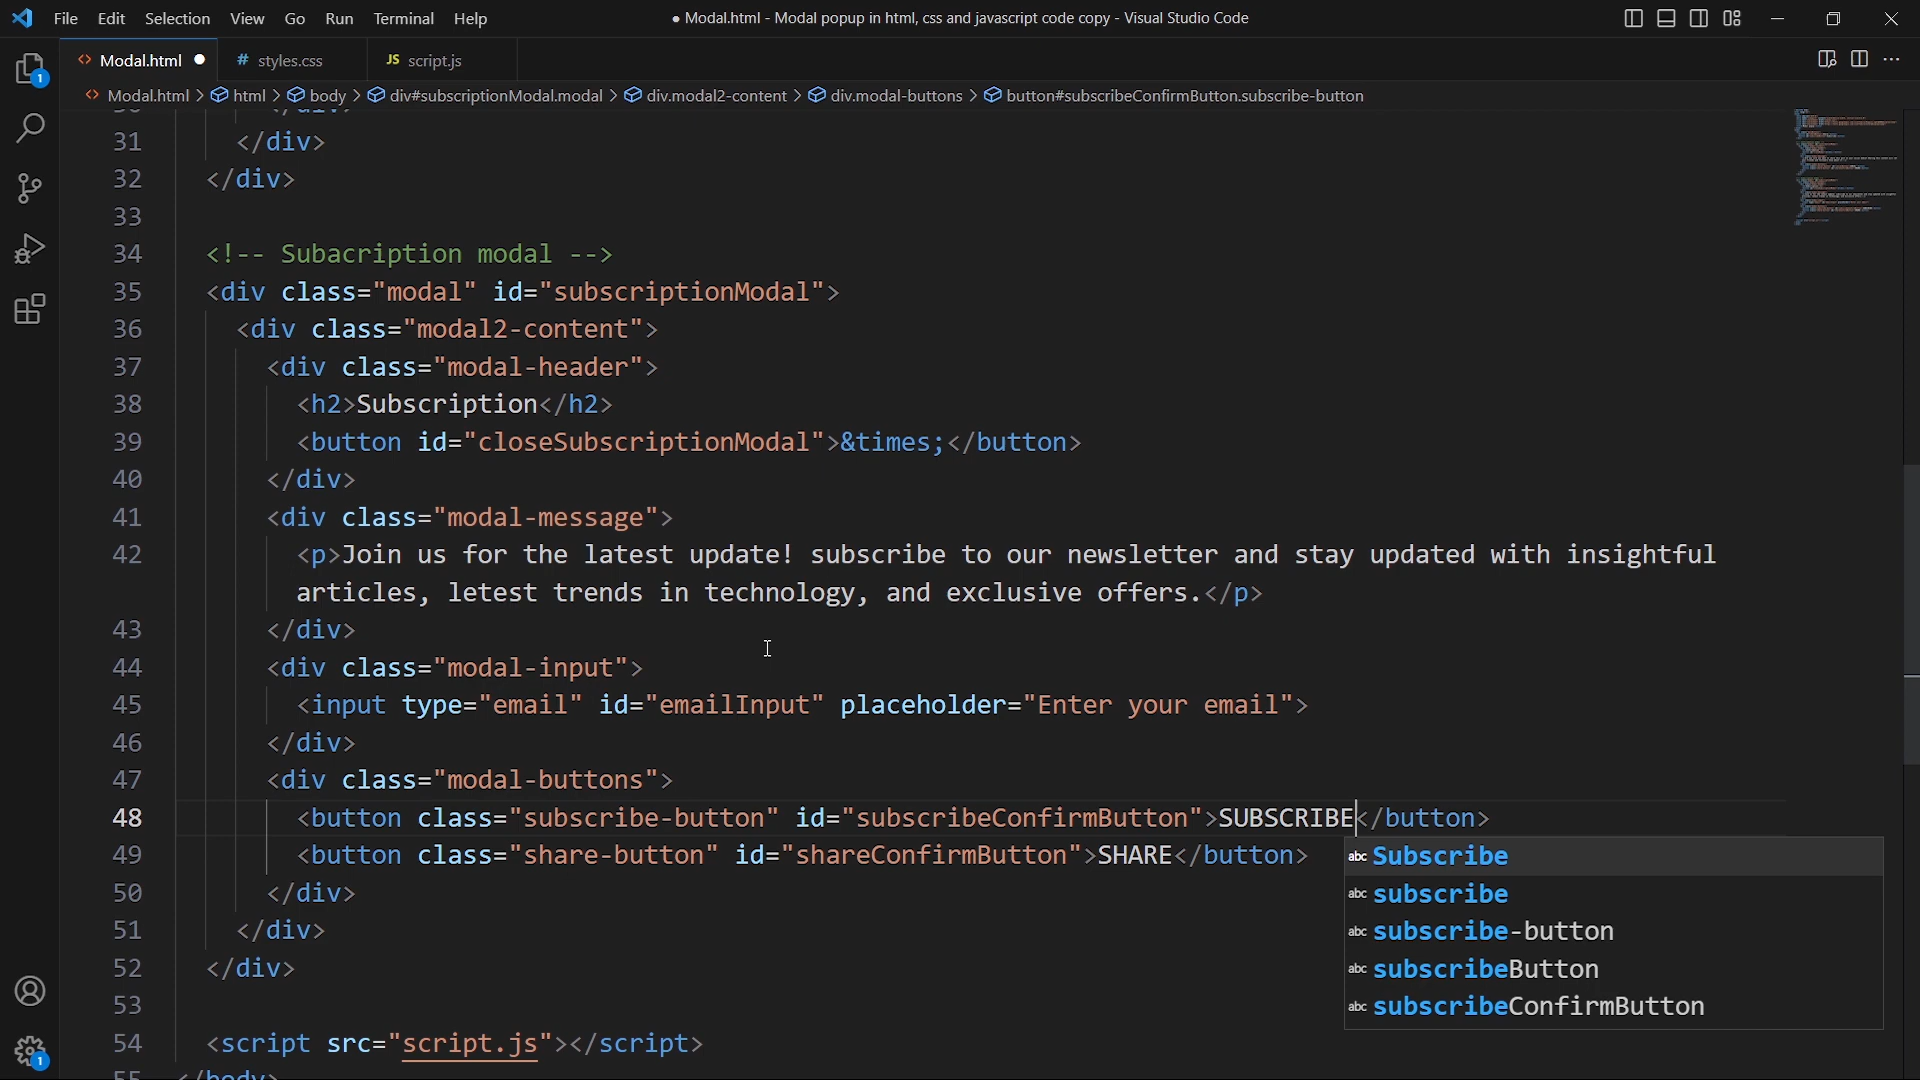 File Edit Selection View Go Run Terminal Help
● Modal.html - Modal popup in html, css and javascript code copy - Visual Studio Code
<> Modal.html ●
# styles.css
JS script.js
<> Modal.html > html > body > div#subscriptionModal.modal > div.modal2-content > div.modal-buttons > button#subscribeConfirmButton.subscribe-button
31 </div>
32 </div>
33
34 <!-- Subacription modal -->
35 <div class="modal" id="subscriptionModal">
36 <div class="modal2-content">
37 <div class="modal-header">
38 <h2>Subscription</h2>
39 <button id="closeSubscriptionModal">&times;</button>
40 </div>
41 <div class="modal-message">
42 <p>Join us for the latest update! subscribe to our newsletter and stay updated with insightful
articles, letest trends in technology, and exclusive offers.</p>
43 </div>
44 <div class="modal-input">
45 <input type="email" id="emailInput" placeholder="Enter your email">
46 </div>
47 <div class="modal-buttons">
48 <button class="subscribe-button" id="subscribeConfirmButton">SUBSCRIBE</button>
49 <button class="share-button" id="shareConfirmButton">SHARE</button>
abc Subscribe
50 </div>
abc subscribe
51 </div>
abc subscribe-button
52 </div>
abc subscribeButton
53
abc subscribeConfirmButton
54 <script src="script.js"></script>
55 </body>
1
1